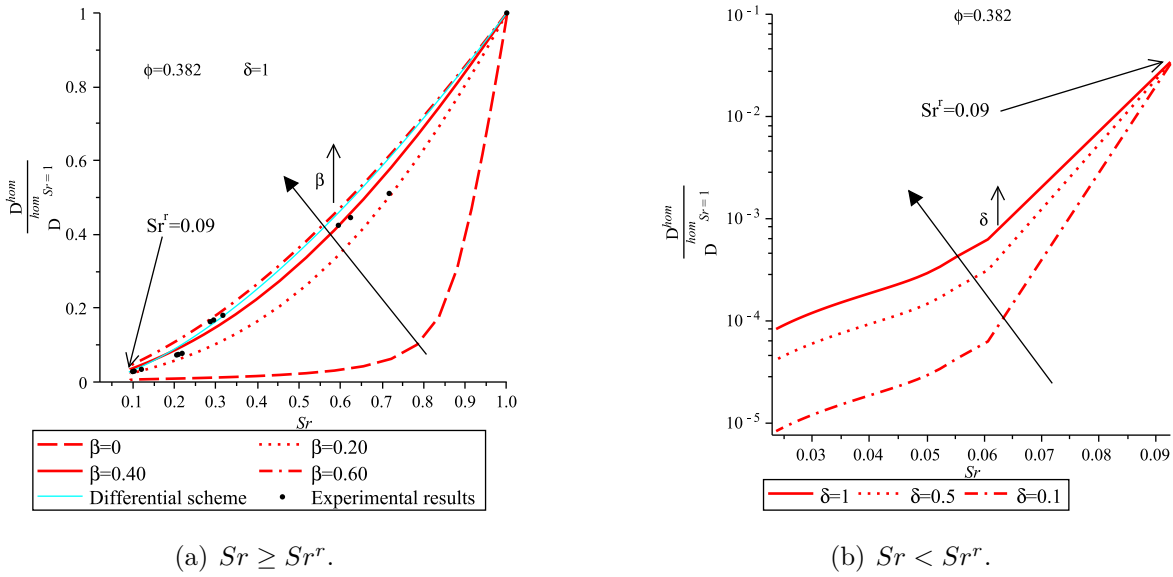 1
ϕ=0.382 δ=1
0.8
0.6
β
D^hom
D^hom_Sr = 1
Sr^r=0.09
0.4
0.2
0
0.1 0.2 0.3 0.4 0.5 0.6 0.7 0.8 0.9 1.0
Sr
β=0 β=0.20
β=0.40 β=0.60
Differential scheme Experimental results
(a) Sr ≥ Sr^r.
10^-1
ϕ=0.382
Sr^r=0.09
10^-2
D^hom
D^hom_Sr = 1
10^-3
δ
10^-4
10^-5
0.03 0.04 0.05 0.06 0.07 0.08 0.09
Sr
δ=1 δ=0.5 δ=0.1
(b) Sr < Sr^r.